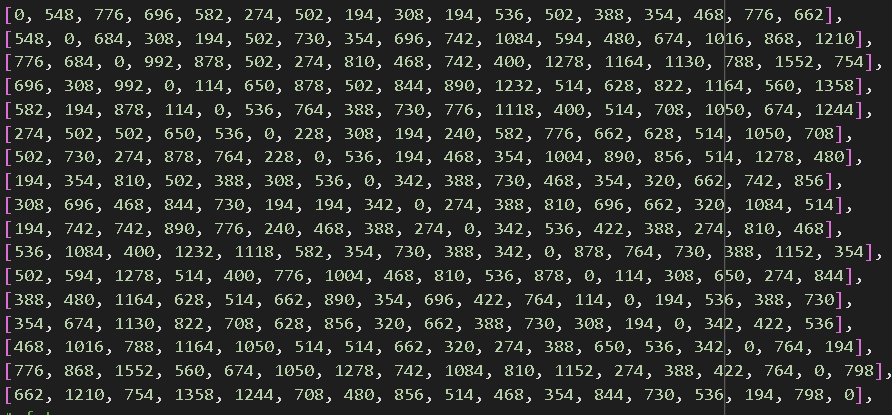 [0, 548, 776, 696, 582, 274, 502, 194, 308, 194, 536, 502, 388, 354, 468, 776, 662],
[548, 0, 684, 308, 194, 502, 730, 354, 696, 742, 1084, 594, 480, 674, 1016, 868, 1210],
[776, 684, 0, 992, 878, 502, 274, 810, 468, 742, 400, 1278, 1164, 1130, 788, 1552, 754],
[696, 308, 992, 0, 114, 650, 878, 502, 844, 890, 1232, 514, 628, 822, 1164, 560, 1358],
[582, 194, 878, 114, 0, 536, 764, 388, 730, 776, 1118, 400, 514, 708, 1050, 674, 1244],
[274, 502, 502, 650, 536, 0, 228, 308, 194, 240, 582, 776, 662, 628, 514, 1050, 708],
[502, 730, 274, 878, 764, 228, 0, 536, 194, 468, 354, 1004, 890, 856, 514, 1278, 480],
[194, 354, 810, 502, 388, 308, 536, 0, 342, 388, 730, 468, 354, 320, 662, 742, 856],
[308, 696, 468, 844, 730, 194, 194, 342, 0, 274, 388, 810, 696, 662, 320, 1084, 514],
[194, 742, 742, 890, 776, 240, 468, 388, 274, 0, 342, 536, 422, 388, 274, 810, 468],
[536, 1084, 400, 1232, 1118, 582, 354, 730, 388, 342, 0, 878, 764, 730, 388, 1152, 354],
[502, 594, 1278, 514, 400, 776, 1004, 468, 810, 536, 878, 0, 114, 308, 650, 274, 844],
[388, 480, 1164, 628, 514, 662, 890, 354, 696, 422, 764, 114, 0, 194, 536, 388, 730],
[354, 674, 1130, 822, 708, 628, 856, 320, 662, 388, 730, 308, 194, 0, 342, 422, 536],
[468, 1016, 788, 1164, 1050, 514, 514, 662, 320, 274, 388, 650, 536, 342, 0, 764, 194],
[776, 868, 1552, 560, 674, 1050, 1278, 742, 1084, 810, 1152, 274, 388, 422, 764, 0, 798],
[662, 1210, 754, 1358, 1244, 708, 480, 856, 514, 468, 354, 844, 730, 536, 194, 798, 0],